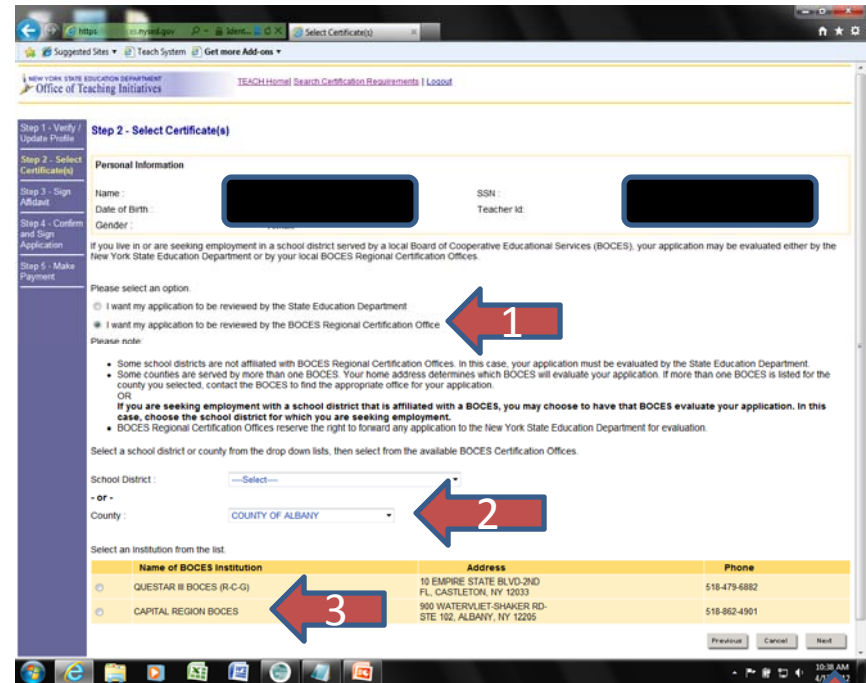 Select Certificate(s)
Suggested Sites Teach System Get more Add-ons
NEW YORK STATE EDUCATION DEPARTMENT
Office of Teaching Initiatives
TEACH Home| Search Certification Requirements | Logout
Step 1 - Verify /
Update Profile
Step 2 - Select
Certificate(s)
Step 3 - Sign
Affidavit
Step 4 - Confirm
and Sign
Application
Step 5 - Make
Payment
Step 2 - Select Certificate(s)
Personal Information
Name :
SSN :
Date of Birth :
Teacher Id:
Gender :
If you live in or are seeking employment in a school district served by a local Board of Cooperative Educational Services (BOCES), your application may be evaluated either by the
New York State Education Department or by your local BOCES Regional Certification Offices.
Please select an option.
I want my application to be reviewed by the State Education Department
I want my application to be reviewed by the BOCES Regional Certification Office
1
Please note:
• Some school districts are not affiliated with BOCES Regional Certification Offices. In this case, your application must be evaluated by the State Education Department.
• Some counties are served by more than one BOCES. Your home address determines which BOCES will evaluate your application. If more than one BOCES is listed for the
county you selected, contact the BOCES to find the appropriate office for your application.
OR
If you are seeking employment with a school district that is affiliated with a BOCES, you may choose to have that BOCES evaluate your application. In this
case, choose the school district for which you are seeking employment.
• BOCES Regional Certification Offices reserve the right to forward any application to the New York State Education Department for evaluation.
Select a school district or county from the drop down lists, then select from the available BOCES Certification Offices.
School District : ----Select----
- or -
County : COUNTY OF ALBANY
2
Select an Institution from the list.
Name of BOCES Institution Address Phone
QUESTAR III BOCES (R-C-G) 10 EMPIRE STATE BLVD-2ND FL, CASTLETON, NY 12033 518-479-6882
CAPITAL REGION BOCES 900 WATERVLIET-SHAKER RD-STE 102, ALBANY, NY 12205 518-862-4901
3
Previous Cancel Next
10:38 AM